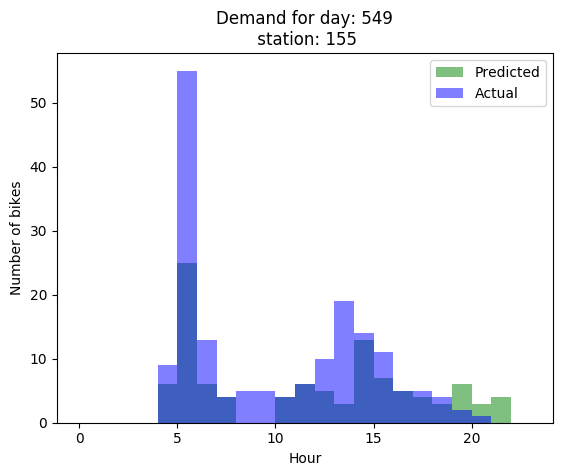 Demand for day: 549
station: 155
Predicted
Actual
Number of bikes
50
40
30
20
10
0
0 5 10 15 20
Hour